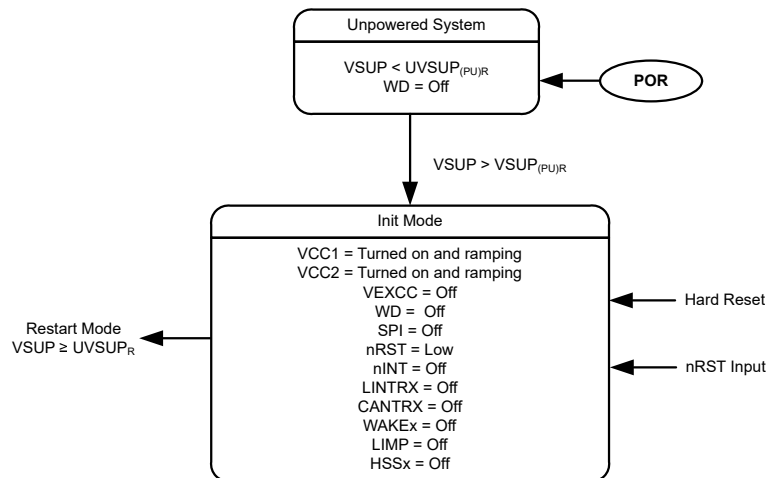 Unpowered System
VSUP < UVSUP(PU)R
WD = Off
POR
VSUP > VSUP(PU)R
Init Mode
VCC1 = Turned on and ramping
VCC2 = Turned on and ramping
VEXCC = Off
WD = Off
SPI = Off
nRST = Low
nINT = Off
LINTRX = Off
CANTRX = Off
WAKEx = Off
LIMP = Off
HSSx = Off
Hard Reset
nRST Input
Restart Mode
VSUP ≥ UVSUPR